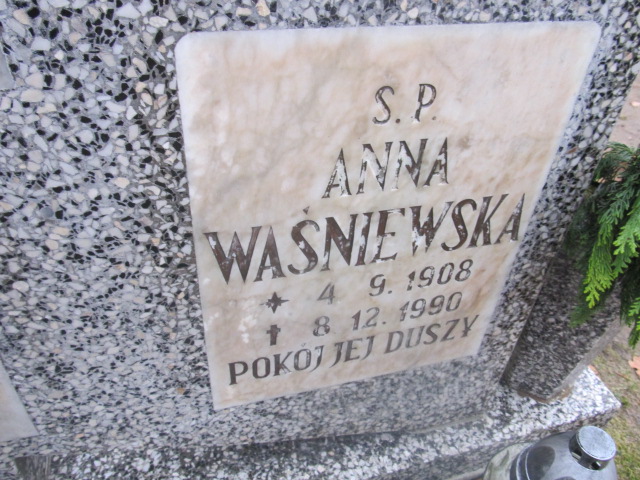 S.P.
ANNA
WAŚNIEWSKA
* 4. 9. 1908
† 8. 12. 1990
POKÓJ JEJ DUSZY